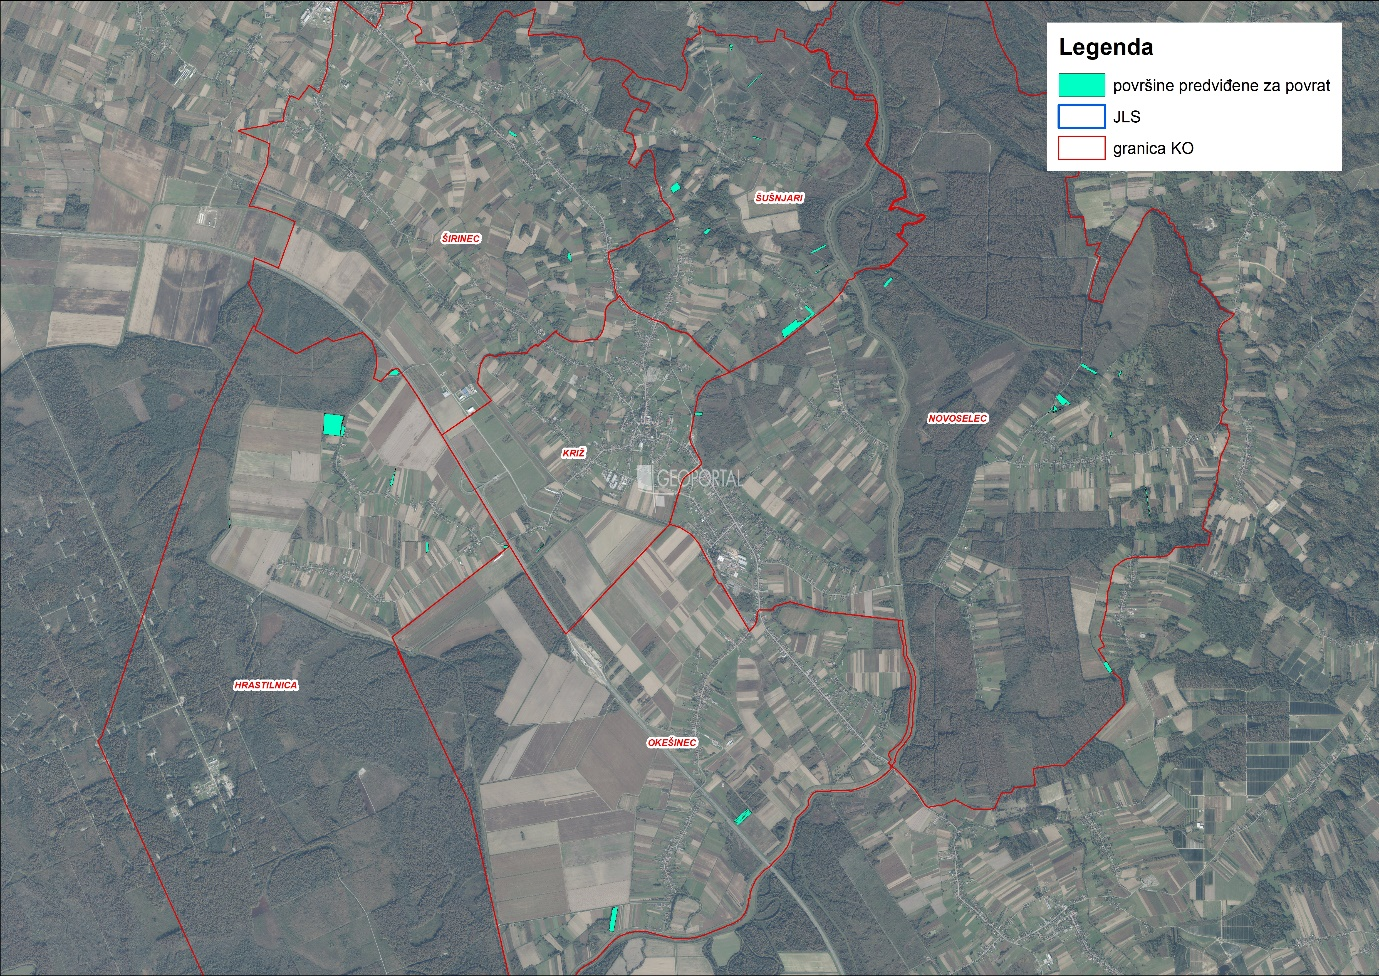 Legenda
površine predviđene za povrat
JLS
granica KO
ŠUŠNJARI
ŠIRINEC
NOVOSELEC
KRIŽ
GEOPORTAL
HRASTILNICA
OKEŠINEC